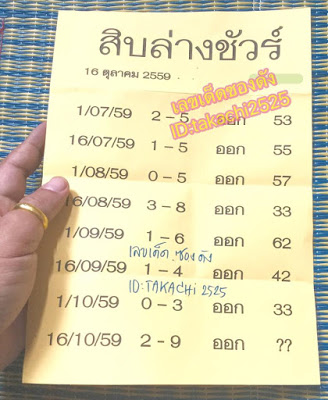 สิบล่างชัวร์
16 ตุลาคม 2559
เลขเด็ดซองดัง
ID:takachi2525
1/07/59 2-5 ออก 53
16/07/59 1-5 ออก 55
1/08/59 0-5 ออก 57
16/08/59 3-8 ออก 33
1/09/59 1-6 ออก 62
เลขเด็ด.ซองดัง
16/09/59 1-4 ออก 42
ID:TAKACHi 2525
1/10/59 0-3 ออก 33
16/10/59 2-9 ออก ??